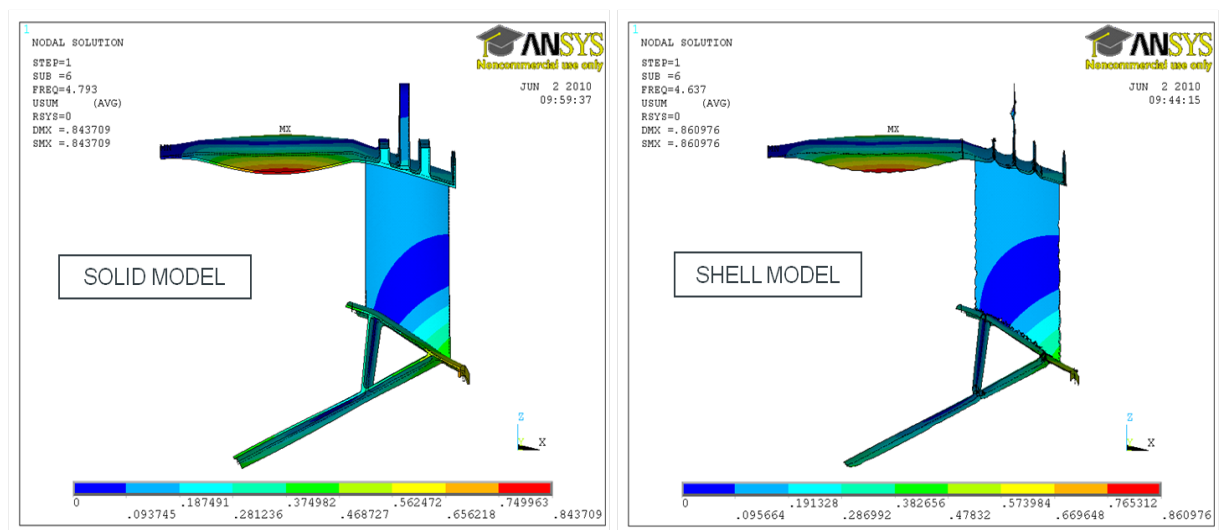 1
NODAL SOLUTION
STEP=1
SUB =6
FREQ=4.793
USUM (AVG)
RSYS=0
DMX =.843709
SMX =.843709
ANSYS
Noncommercial use only
JUN 2 2010
09:59:37
MX
SOLID MODEL
Z
X
0 .187491 .374982 .562472 .749963
.093745 .281236 .468727 .656218 .843709
1
NODAL SOLUTION
STEP=1
SUB =6
FREQ=4.637
USUM (AVG)
RSYS=0
DMX =.860976
SMX =.860976
ANSYS
Noncommercial use only
JUN 2 2010
09:44:15
MX
SHELL MODEL
Z
X
0 .191328 .382656 .573984 .765312
.095664 .286992 .47832 .669648 .860976